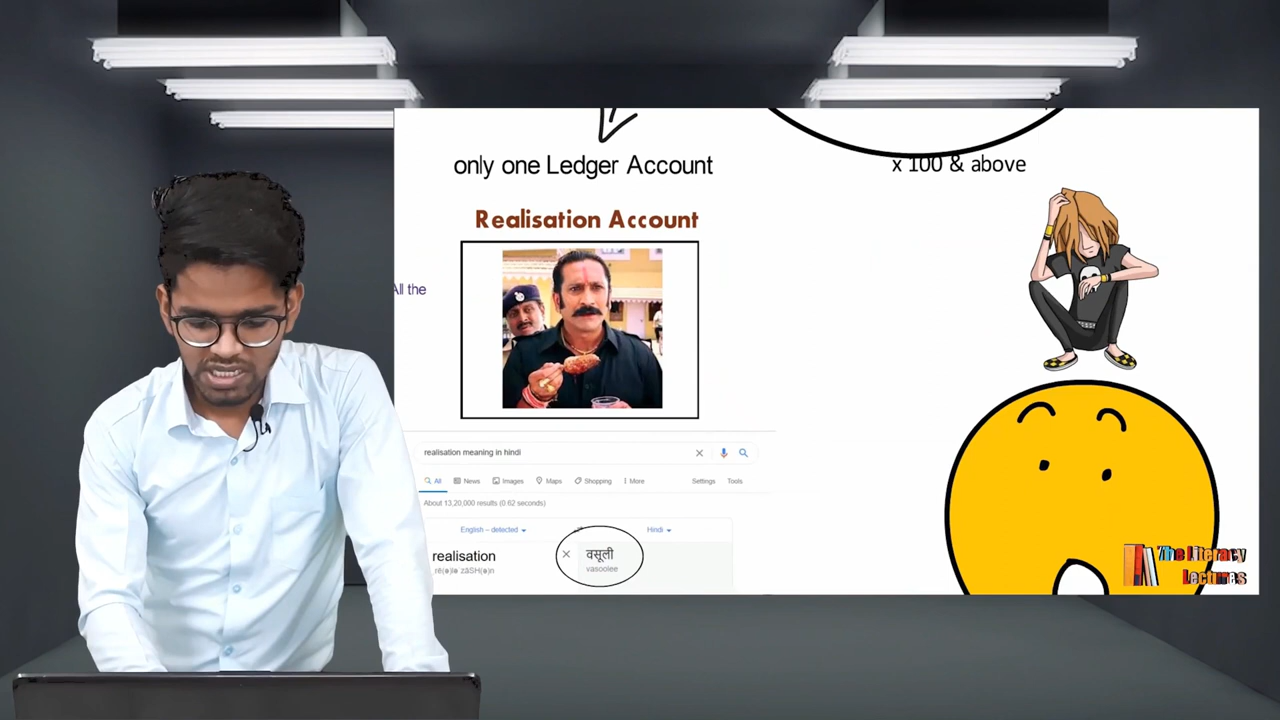 only one Ledger Account
x 100 & above
Realisation Account
All the
realisation meaning in hindi
All News Images Maps Shopping More Settings Tools
About 13,20,000 results (0.62 seconds)
English – detected Hindi
realisation वसूली
ˌrē(ə)ləˈzāSH(ə)n vasoolee
The Literacy
Lectures